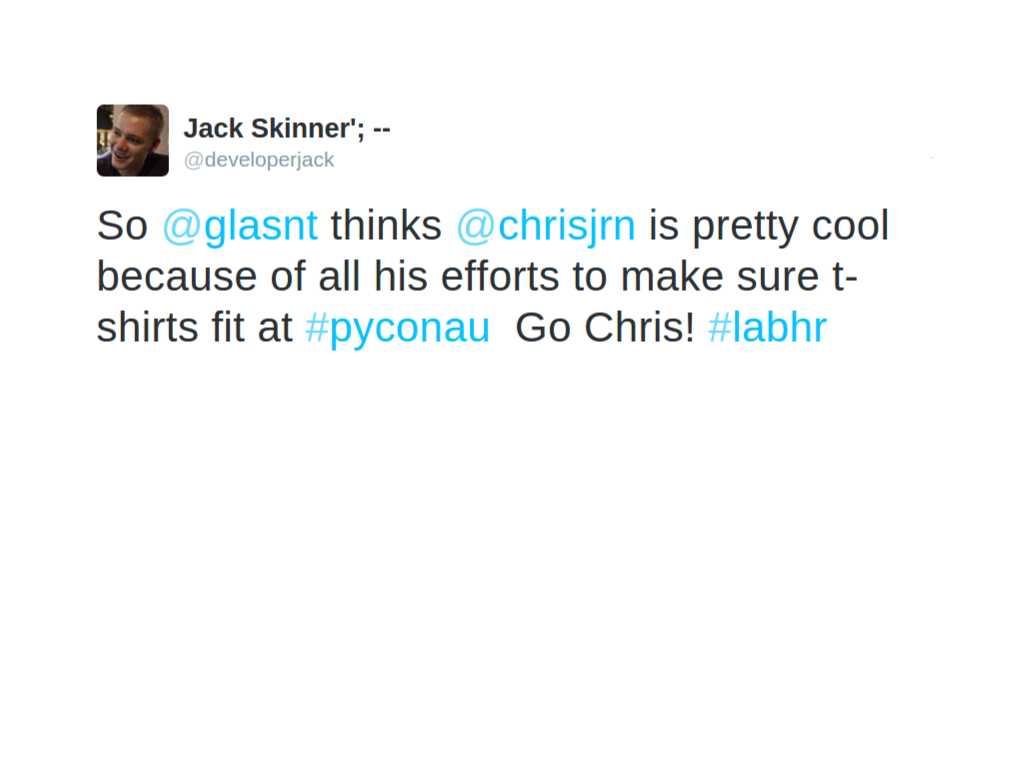 Jack Skinner'; --
@developerjack
So @glasnt thinks @chrisjrn is pretty cool
because of all his efforts to make sure t-
shirts fit at #pyconau  Go Chris! #labhr